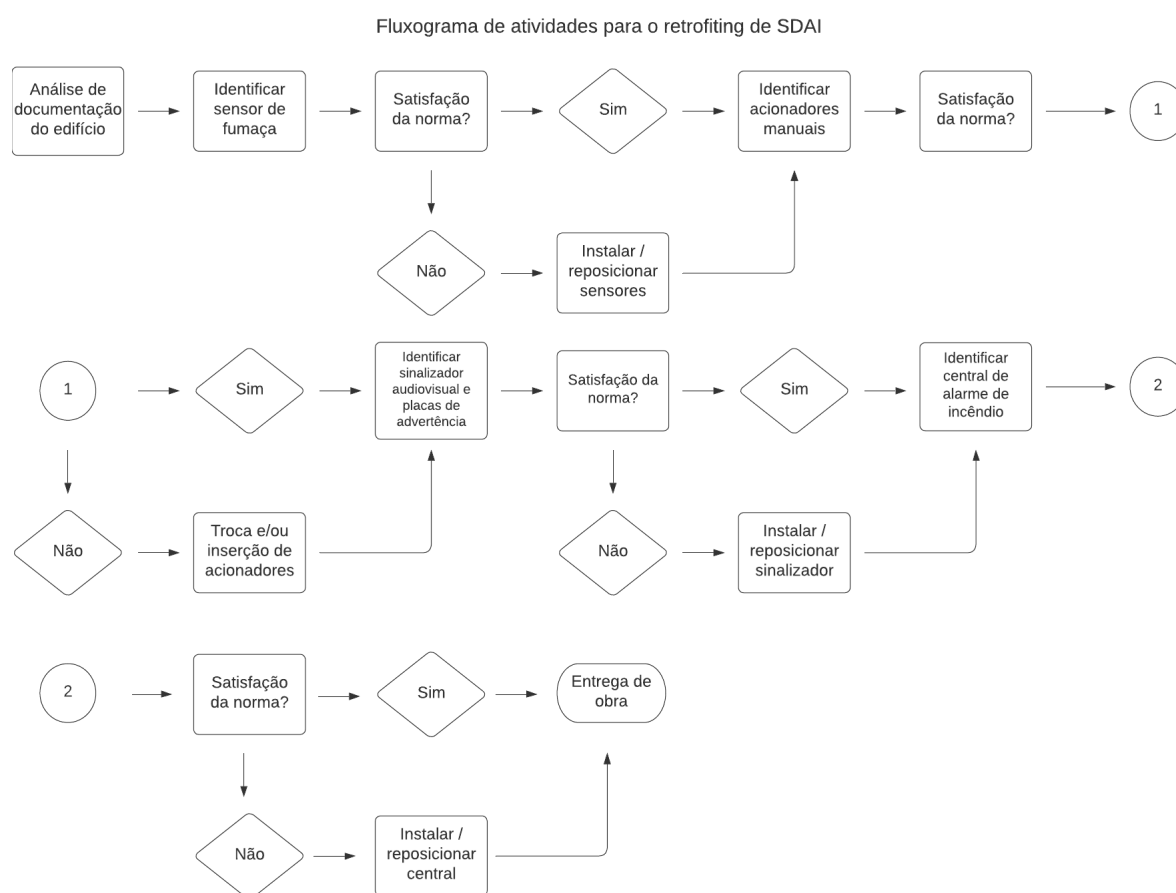 Fluxograma de atividades para o retrofiting de SDAI
Análise de
documentação
do edifício
Identificar
sensor de
fumaça
Satisfação
da norma?
Sim
Identificar
acionadores
manuais
Satisfação
da norma?
1
Não
Instalar /
reposicionar
sensores
1
Sim
Identificar
sinalizador
audiovisual e
placas de
advertência
Satisfação da
norma?
Sim
Identificar
central de
alarme de
incêndio
2
Não
Troca e/ou
inserção de
acionadores
Não
Instalar /
reposicionar
sinalizador
2
Satisfação
da norma?
Sim
Entrega de
obra
Não
Instalar /
reposicionar
central